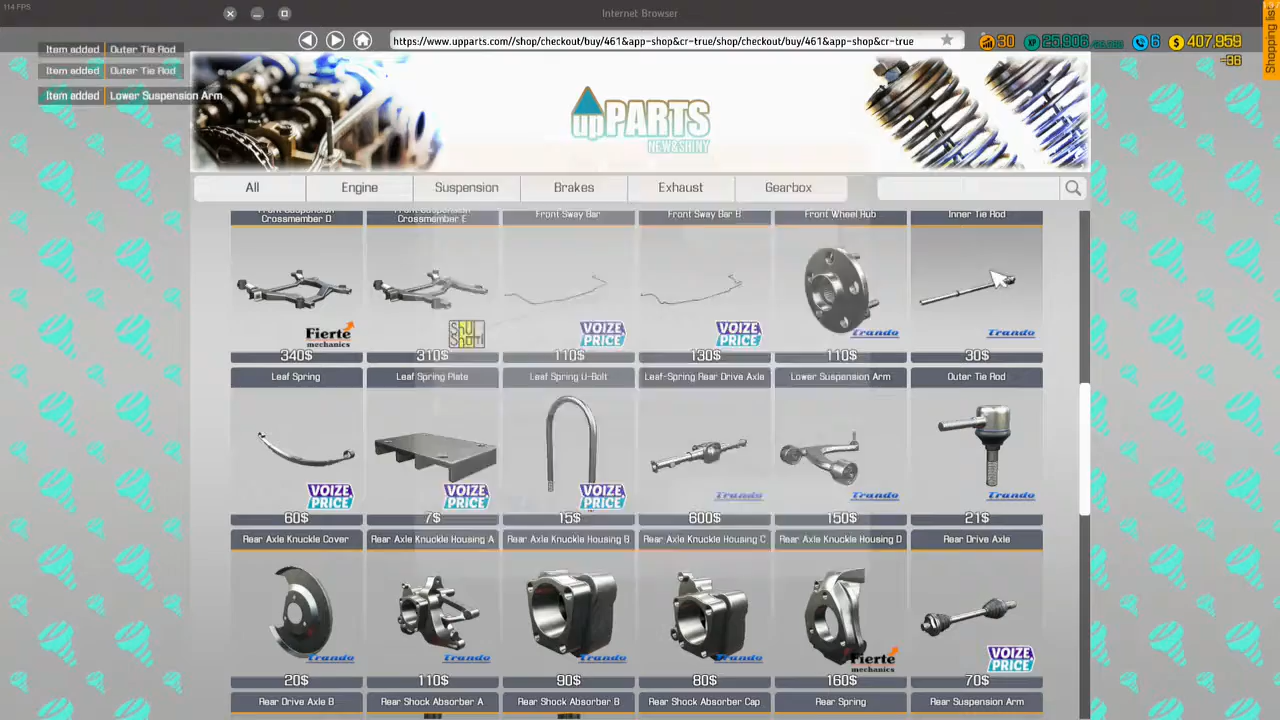 114 FPS
Internet Browser
https://www.upparts.com//shop/checkout/buy/461&app-shop&cr-true/shop/checkout/buy/461&app-shop&cr-true
30
6
407,959
-36
Shopping list
Item added Outer Tie Rod
Item added Outer Tie Rod
Item added Lower Suspension Arm
upPARTS
NEW&SHINY
All Engine Suspension Brakes Exhaust Gearbox
Front Suspension Crossmember D
Front Suspension Crossmember E
Front Sway Bar
Front Sway Bar B
Front Wheel Hub
Inner Tie Rod
Fierte mechanics
VOIZE PRICE
VOIZE PRICE
Trando
Trando
340$ 310$ 110$ 130$ 110$ 30$
Leaf Spring
Leaf Spring Plate
Leaf Spring U-Bolt
Leaf-Spring Rear Drive Axle
Lower Suspension Arm
Outer Tie Rod
VOIZE PRICE
VOIZE PRICE
VOIZE PRICE
Trando
Trando
Trando
60$ 7$ 15$ 600$ 150$ 21$
Rear Axle Knuckle Cover
Rear Axle Knuckle Housing A
Rear Axle Knuckle Housing B
Rear Axle Knuckle Housing C
Rear Axle Knuckle Housing D
Rear Drive Axle
Trando
Trando
Trando
Trando
Fierte mechanics
VOIZE PRICE
20$ 110$ 90$ 80$ 160$ 70$
Rear Drive Axle B
Rear Shock Absorber A
Rear Shock Absorber B
Rear Shock Absorber Cap
Rear Spring
Rear Suspension Arm